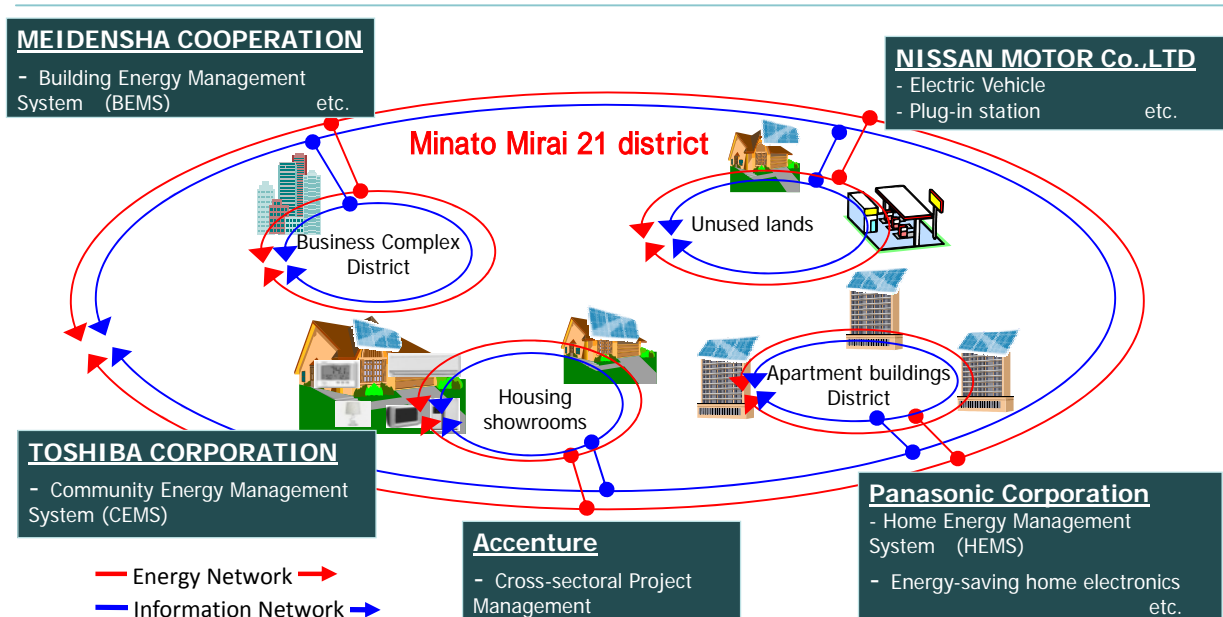 MEIDENSHA COOPERATION
- Building Energy Management
System (BEMS) etc.
NISSAN MOTOR Co.,LTD
- Electric Vehicle
- Plug-in station etc.
Minato Mirai 21 district
Business Complex
District
Unused lands
Housing
showrooms
Apartment buildings
District
TOSHIBA CORPORATION
- Community Energy Management
System (CEMS)
Accenture
- Cross-sectoral Project
Management
Panasonic Corporation
- Home Energy Management
System (HEMS)
- Energy-saving home electronics
etc.
Energy Network
Information Network